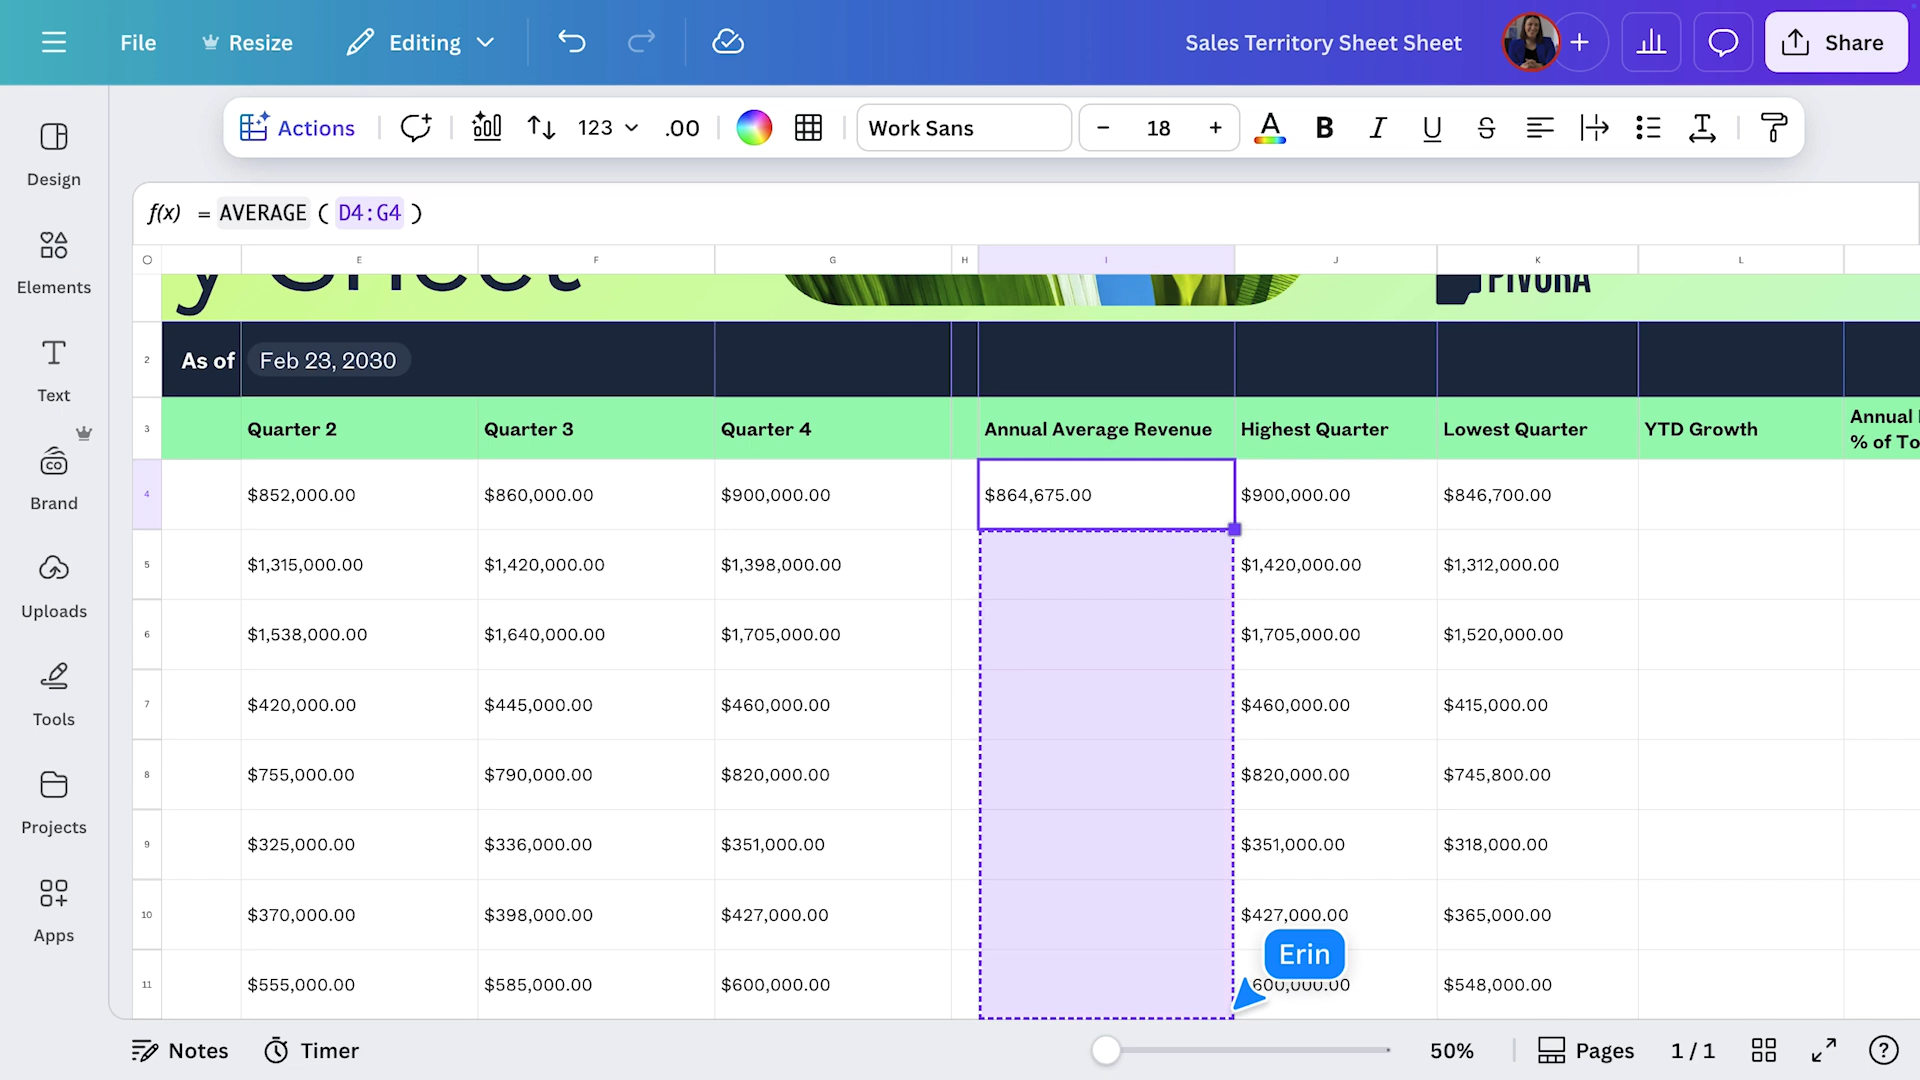 File Resize Editing Sales Territory Sheet Sheet Share
Actions 123 .00 Work Sans − 18 + A B I U S T
f(x) = AVERAGE ( D4:G4 )
E F G H I J K L
y Sheet PIVORA
2 As of Feb 23, 2030
3 Quarter 2 Quarter 3 Quarter 4 Annual Average Revenue Highest Quarter Lowest Quarter YTD Growth Annual
% of To
4 $852,000.00 $860,000.00 $900,000.00 $864,675.00 $900,000.00 $846,700.00
5 $1,315,000.00 $1,420,000.00 $1,398,000.00 $1,420,000.00 $1,312,000.00
6 $1,538,000.00 $1,640,000.00 $1,705,000.00 $1,705,000.00 $1,520,000.00
7 $420,000.00 $445,000.00 $460,000.00 $460,000.00 $415,000.00
8 $755,000.00 $790,000.00 $820,000.00 $820,000.00 $745,800.00
9 $325,000.00 $336,000.00 $351,000.00 $351,000.00 $318,000.00
10 $370,000.00 $398,000.00 $427,000.00 $427,000.00 $365,000.00
Erin
11 $555,000.00 $585,000.00 $600,000.00 600,000.00 $548,000.00
Design
Elements
Text
CO
Brand
Uploads
Tools
Projects
Apps
Notes Timer 50% Pages 1 / 1 ?